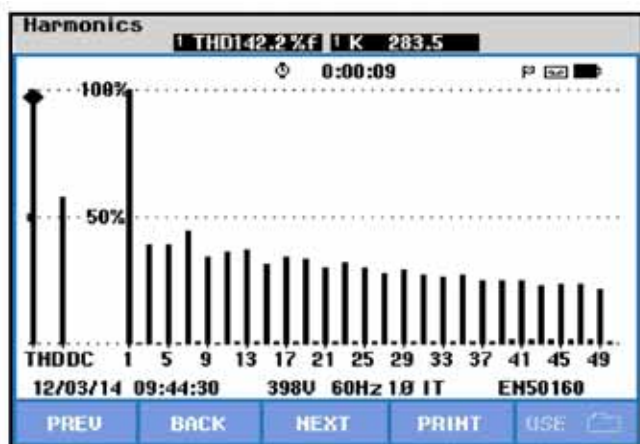 Harmonics
1 THD142.2%f 1 K 283.5
0:00:09
100%
50%
THDDC 1 5 9 13 17 21 25 29 33 37 41 45 49
12/03/14 09:44:30 398V 60Hz 1Ø IT EN50160
PREV BACK NEXT PRINT USE